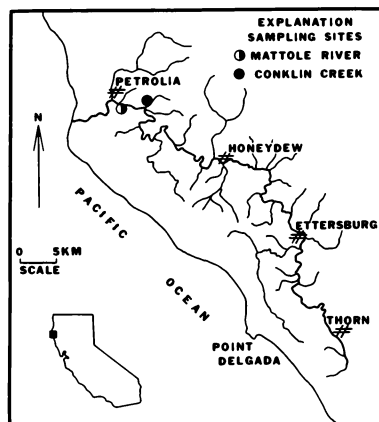 EXPLANATION
SAMPLING SITES
MATTOLE RIVER
CONKLIN CREEK
PETROLIA
N
HONEYDEW
PACIFIC
ETTERSBURG
0 5KM
SCALE
OCEAN
THORN
POINT
DELGADA